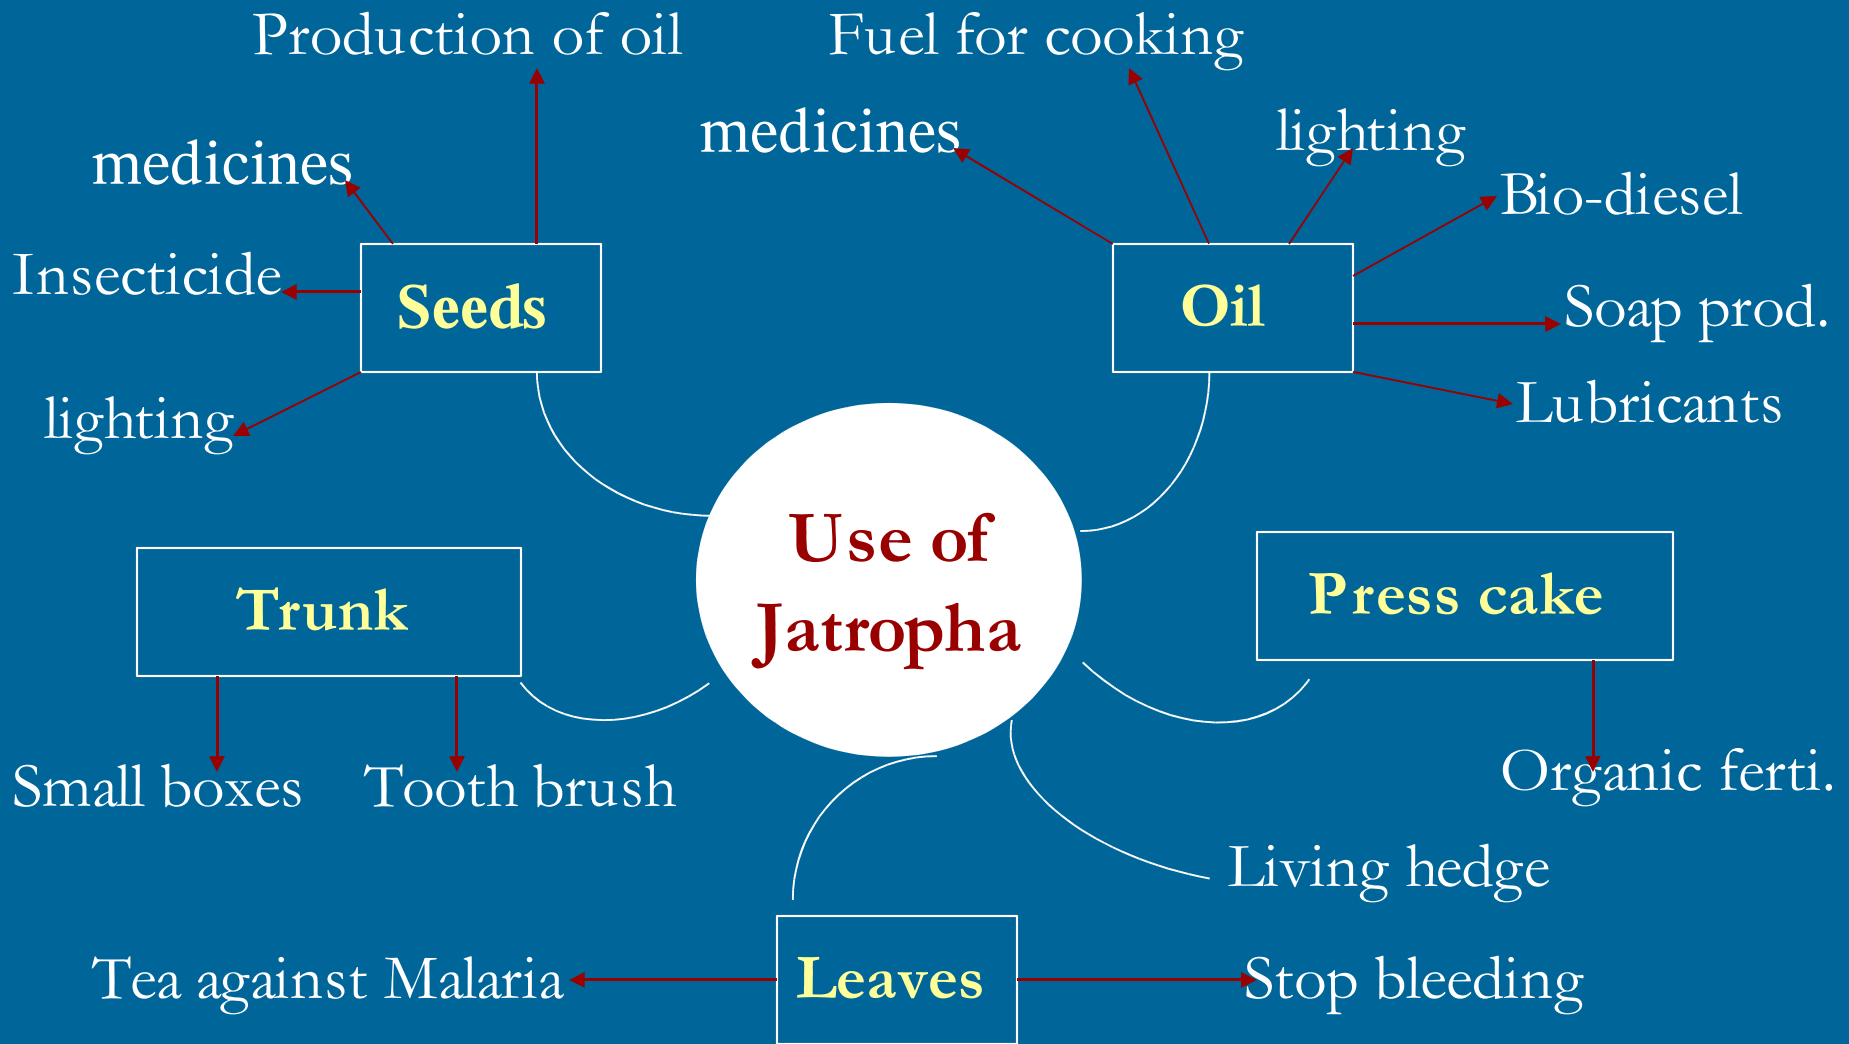 Production of oil
Fuel for cooking
medicines
medicines
lighting
Bio-diesel
Insecticide
Seeds
Oil
Soap prod.
lighting
Lubricants
Use of
Jatropha
Trunk
Press cake
Small boxes
Tooth brush
Organic ferti.
Living hedge
Tea against Malaria
Leaves
Stop bleeding